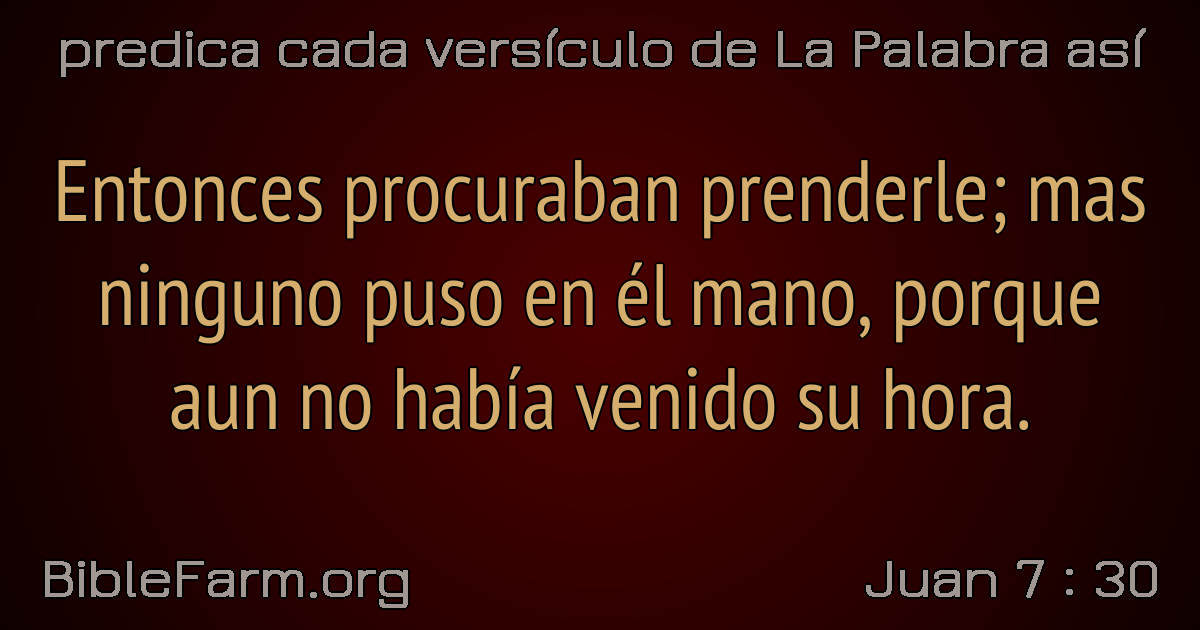 predica cada versículo de La Palabra así
Entonces procuraban prenderle; mas
ninguno puso en él mano, porque
aun no había venido su hora.
BibleFarm.org
Juan 7 : 30